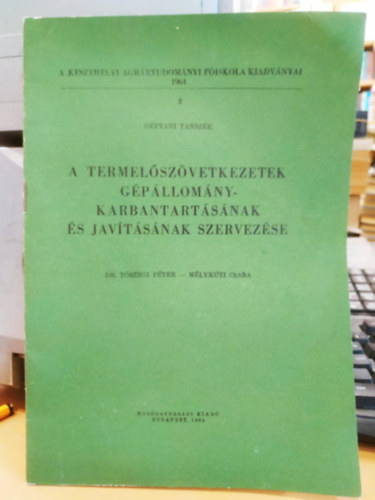 A KESZTHELYI AGRÁRTUDOMÁNYI FŐISKOLA KIADVÁNYAI
1964
2
GÉPTANI TANSZÉK
A TERMELŐSZÖVETKEZETEK
GÉPÁLLOMÁNY-
KARBANTARTÁSÁNAK
ÉS JAVÍTÁSÁNAK SZERVEZÉSE
DR. TÓSZEGI PÉTER — MÉLYKÚTI CSABA
MEZŐGAZDASÁGI KIADÓ
BUDAPEST, 1964